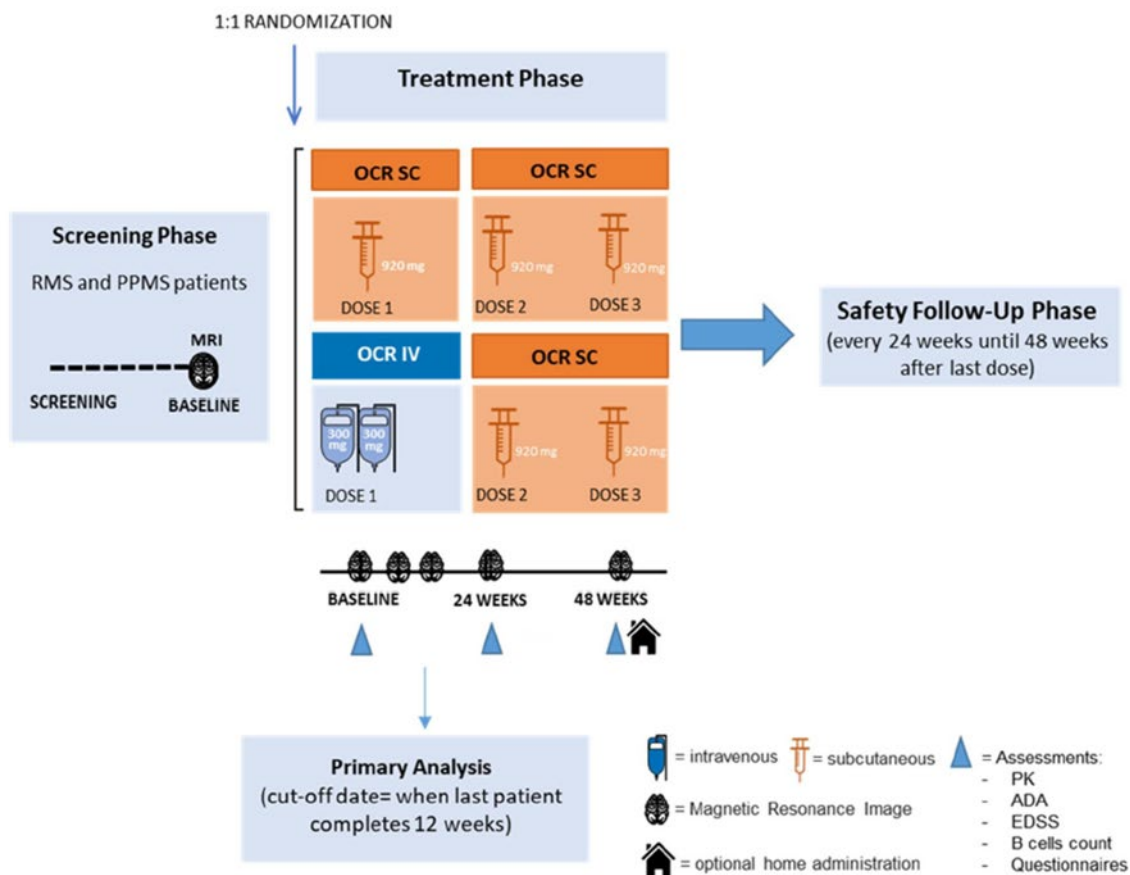 1:1 RANDOMIZATION
Treatment Phase
OCR SC
OCR SC
Screening Phase
RMS and PPMS patients
MRI
SCREENING
BASELINE
920 mg
920 mg
920 mg
DOSE 1
DOSE 2
DOSE 3
OCR IV
OCR SC
300 mg
300 mg
920 mg
920 mg
DOSE 1
DOSE 2
DOSE 3
Safety Follow-Up Phase
(every 24 weeks until 48 weeks
after last dose)
BASELINE
24 WEEKS
48 WEEKS
Primary Analysis
(cut-off date= when last patient
completes 12 weeks)
= intravenous
= subcutaneous
= Magnetic Resonance Image
= optional home administration
= Assessments:
- PK
- ADA
- EDSS
- B cells count
- Questionnaires